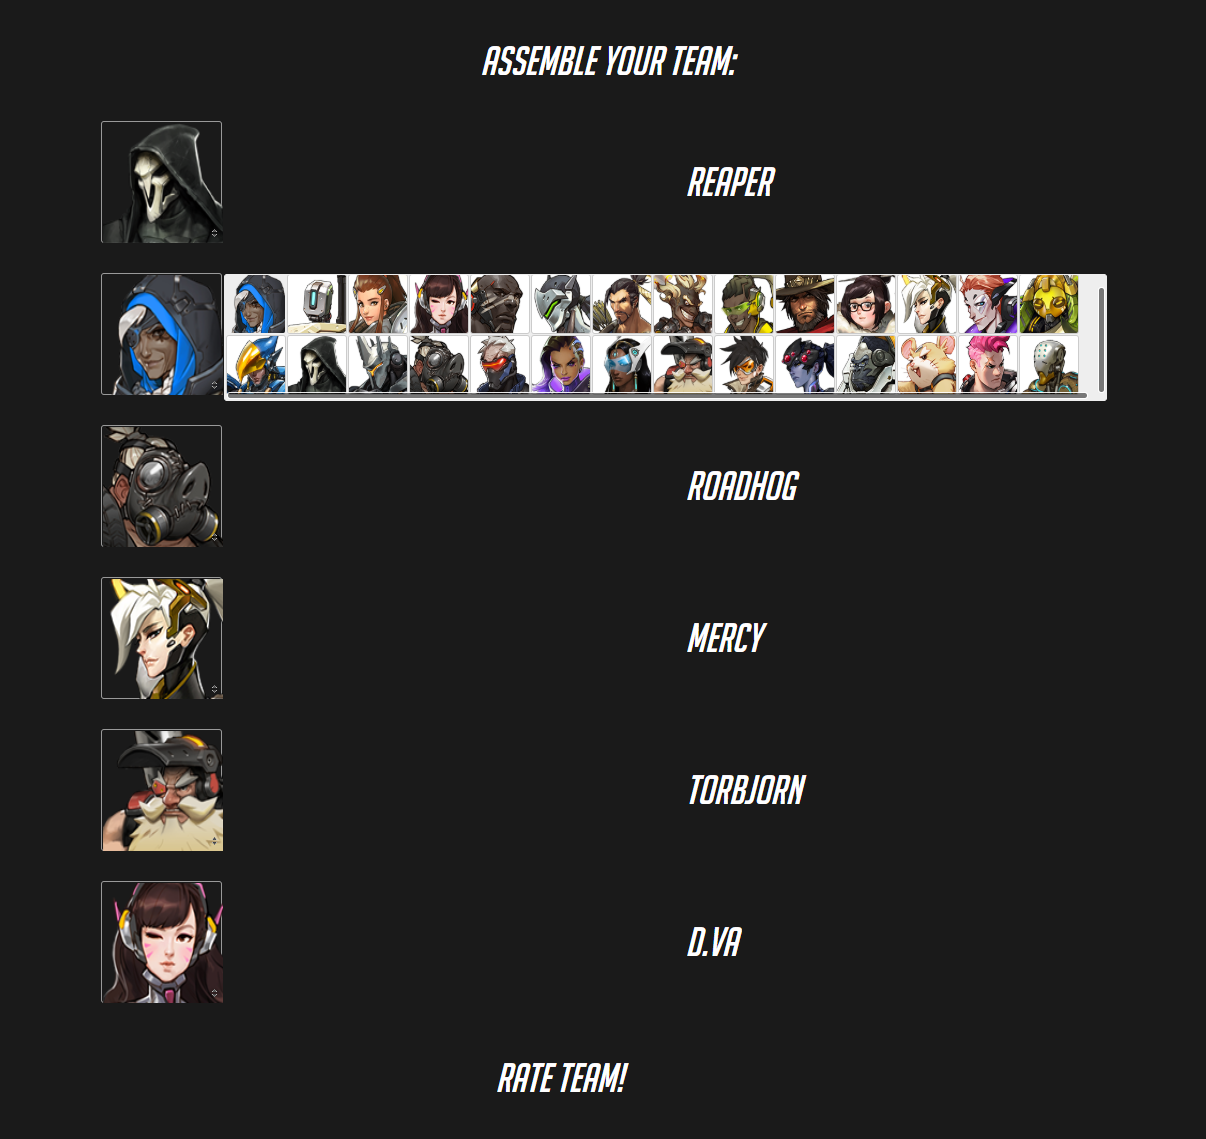 ASSEMBLE YOUR TEAM:
REAPER
ROADHOG
MERCY
TORBJORN
D.VA
RATE TEAM!